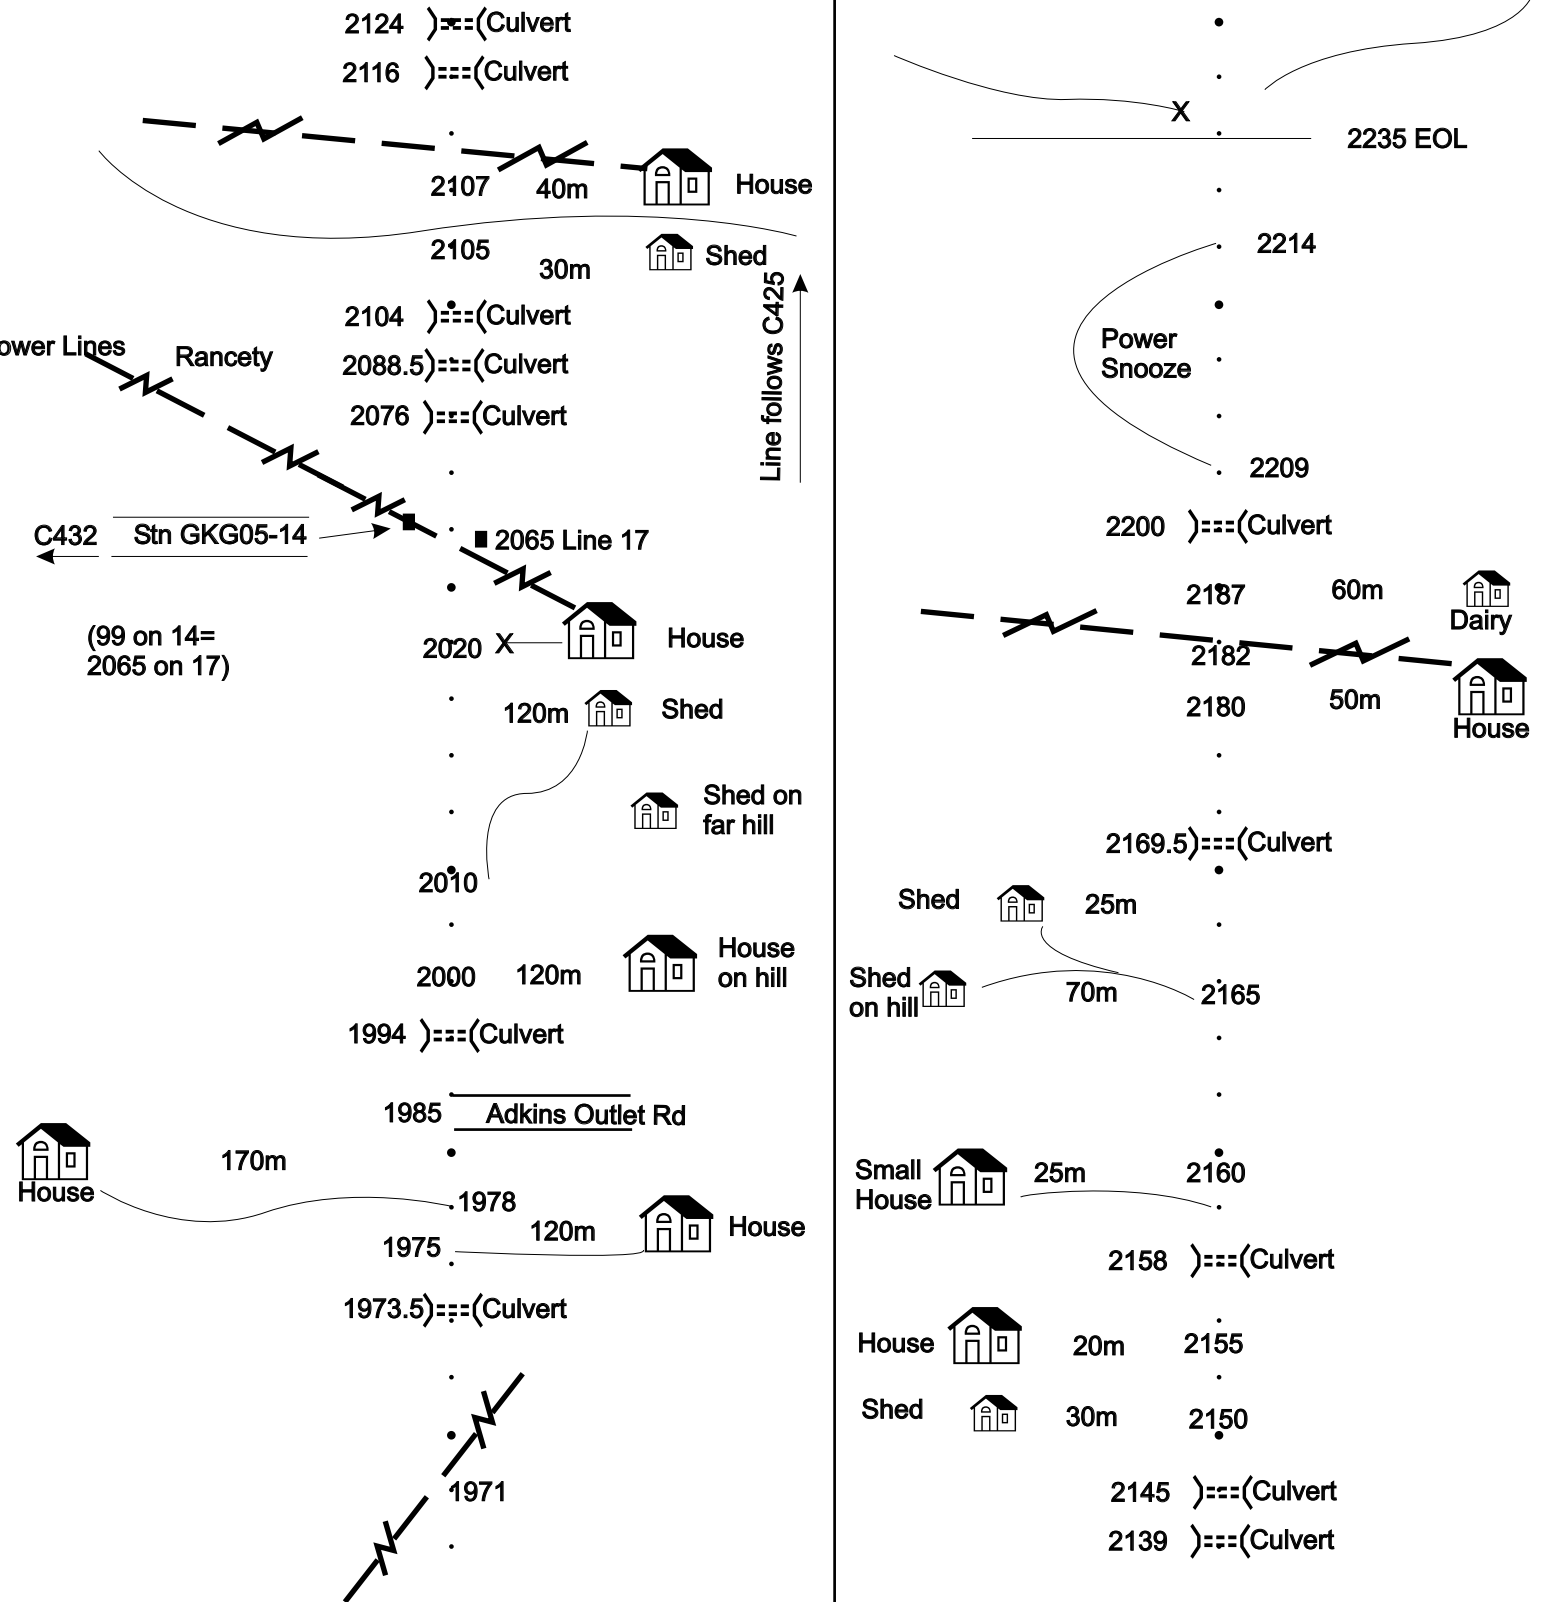 2124 Culvert
2116 Culvert
2107 40m House
2105 30m Shed
2104 Culvert
ower Lines Rancety
2088.5 Culvert
2076 Culvert
Line follows C425
C432 Stn GKG05-14
2065 Line 17
(99 on 14=
2065 on 17)
2020 X House
120m Shed
Shed on
far hill
2010
House
on hill
2000 120m
1994 Culvert
1985 Adkins Outlet Rd
170m
House
1978
120m House
1975
1973.5 Culvert
1971
X
2235 EOL
2214
Power
Snooze
2209
2200 Culvert
2187 60m
Dairy
2182
2180 50m
House
2169.5 Culvert
Shed 25m
Shed
on hill
70m 2165
Small
House
25m 2160
2158 Culvert
House 20m 2155
Shed 30m 2150
2145 Culvert
2139 Culvert